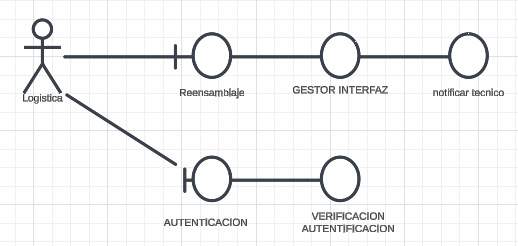 Logistica
Reensamblaje
GESTOR INTERFAZ
notificar tecnico
AUTENTICACION
VERIFICACION
AUTENTIFICACION